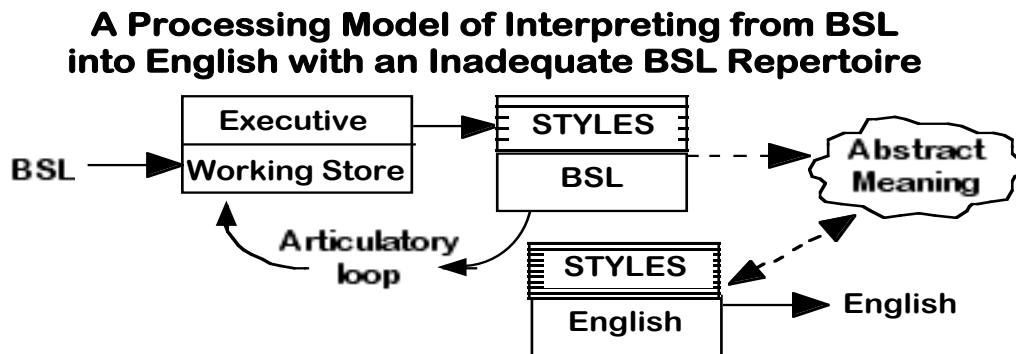 A Processing Model of Interpreting from BSL
into English with an Inadequate BSL Repertoire
BSL
Executive
Working Store
STYLES
BSL
Abstract
Meaning
Articulatory
loop
STYLES
English
English